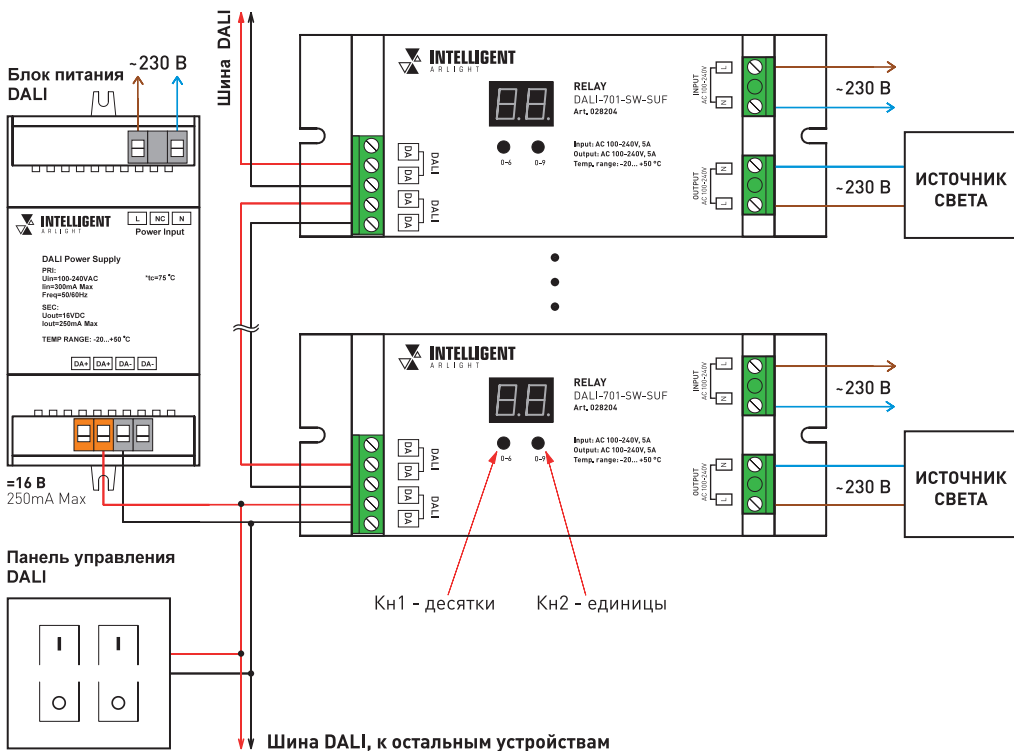 Блок питания
DALI
~230 В
INTELLIGENT
ARLIGHT
L NC N
Power Input
DALI Power Supply
PRI:
Uin=100-240VAC
Iin=300mA Max
Freq=50/60Hz
*tc=75 °C
SEC:
Uout=16VDC
Iout=250mA Max
TEMP RANGE: -20...+50 °C
DA+ DA+ DA- DA-
=16 В
250mA Max
Панель управления
DALI
I I
O O
Шина DALI
INTELLIGENT
ARLIGHT
RELAY
DALI-701-SW-SUF
Art. 028204
0-6 0-9
Input: AC 100-240V, 5A
Output: AC 100-240V, 5A
Temp. range: -20... +50 °C
DA
DA
DALI
DA
DA
DALI
INPUT
AC 100-240V
L
N
OUTPUT
AC 100-240V
N
L
~230 В
~230 В
ИСТОЧНИК
СВЕТА
INTELLIGENT
ARLIGHT
RELAY
DALI-701-SW-SUF
Art. 028204
0-6 0-9
Input: AC 100-240V, 5A
Output: AC 100-240V, 5A
Temp. range: -20... +50 °C
DA
DA
DALI
DA
DA
DALI
INPUT
AC 100-240V
L
N
OUTPUT
AC 100-240V
N
L
~230 В
~230 В
ИСТОЧНИК
СВЕТА
Кн1 - десятки
Кн2 - единицы
Шина DALI, к остальным устройствам